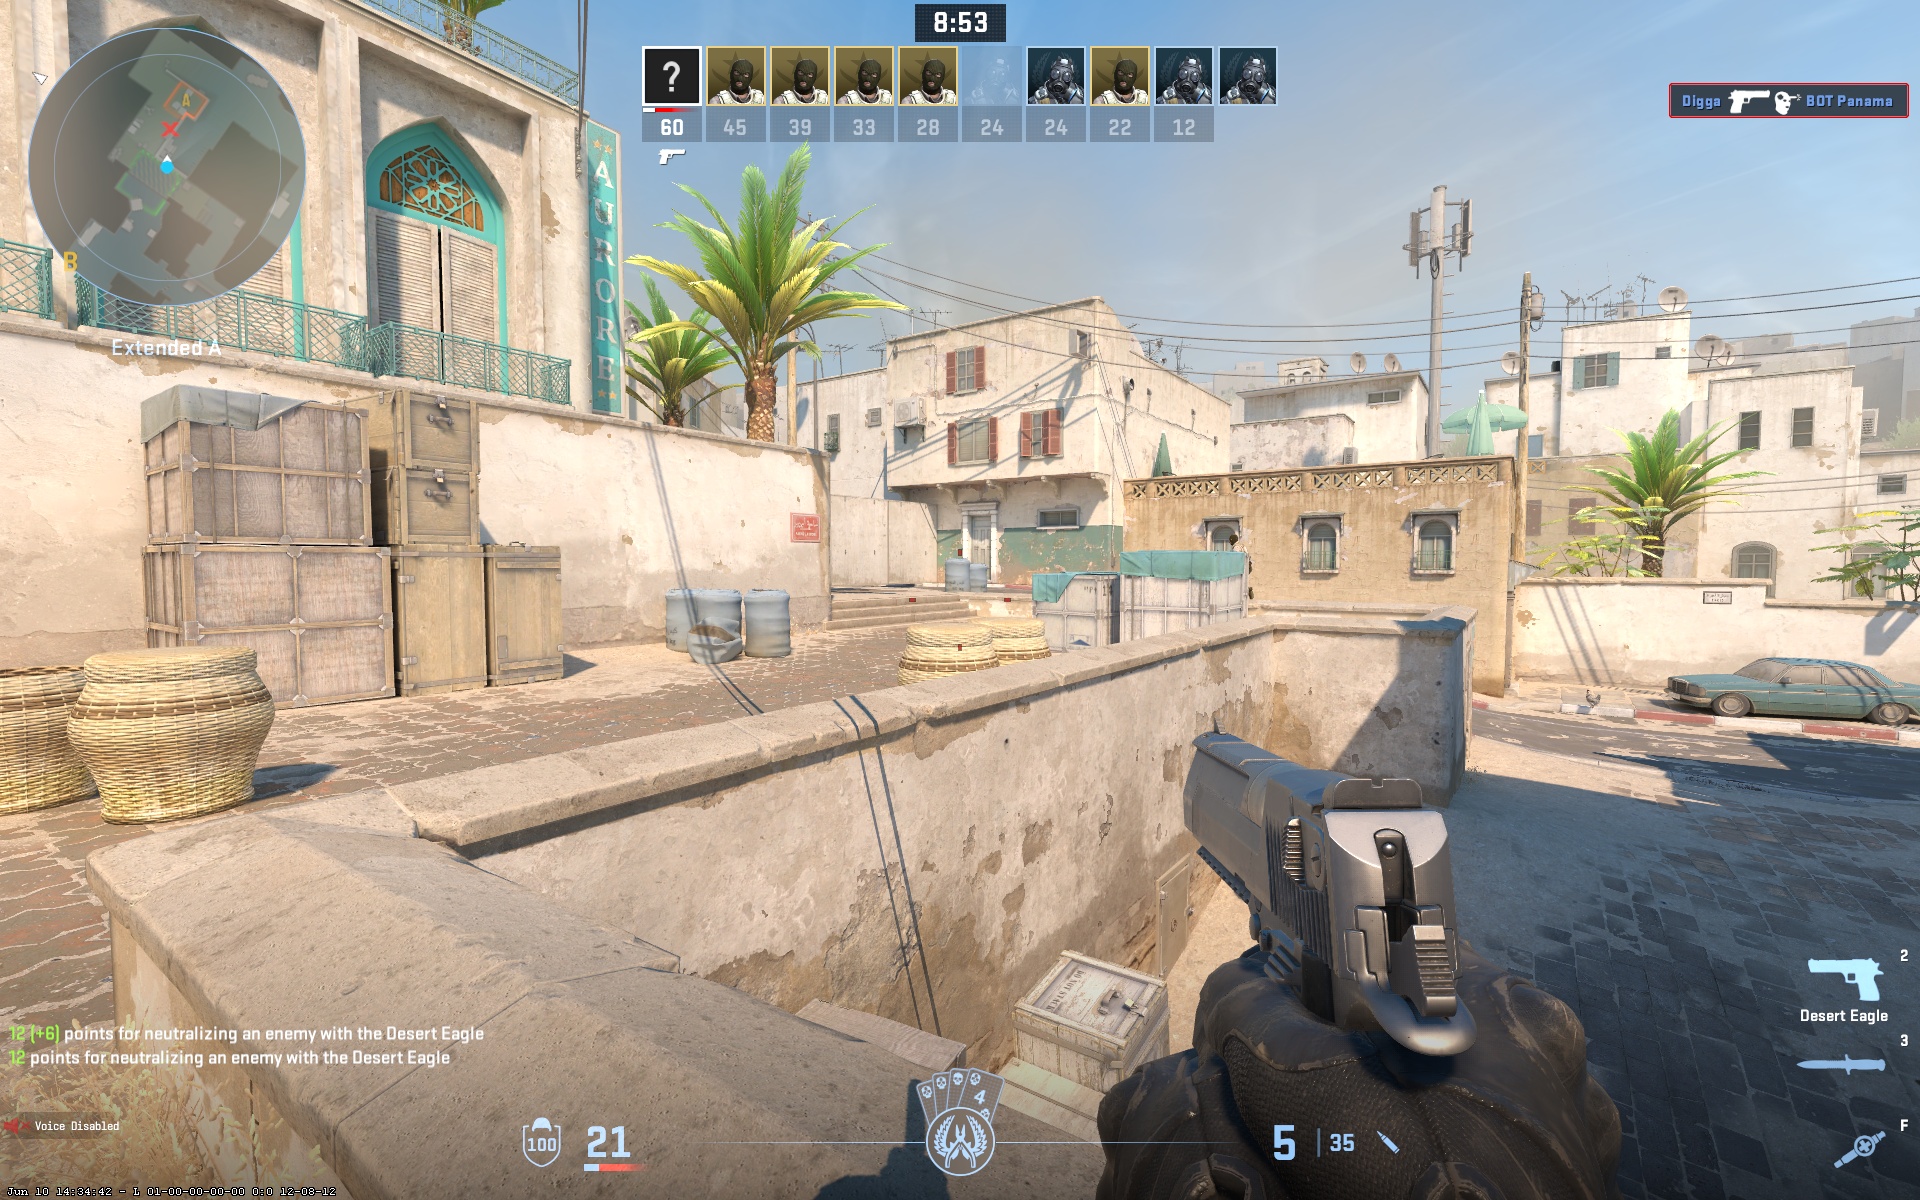 8:53
?
60 45 39 33 28 24 24 22 12
Digga BOT Panama
A
B
Extended A
AURORE
DO NOT STACK
2
Desert Eagle
3
F
12 (+6) points for neutralizing an enemy with the Desert Eagle
12 points for neutralizing an enemy with the Desert Eagle
Voice Disabled
4
100 21
5 35
Jun 10 14:34:42 - L 01-00-00-00-00 0:0 12-08-12